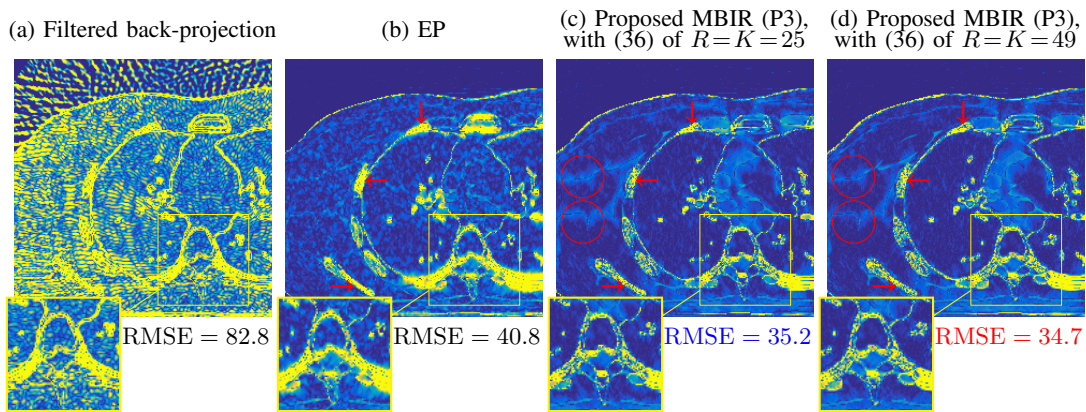 (a) Filtered back-projection
(b) EP
(c) Proposed MBIR (P3),
with (36) of R=K=25
(d) Proposed MBIR (P3),
with (36) of R=K=49
RMSE = 82.8
RMSE = 40.8
RMSE = 35.2
RMSE = 34.7